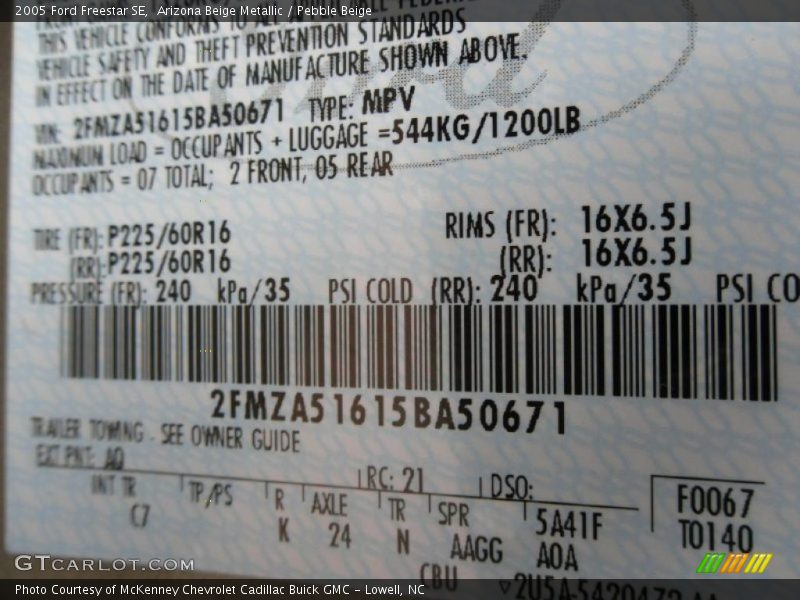 2005 Ford Freestar SE, Arizona Beige Metallic / Pebble Beige
THIS VEHICLE CONFORMS TO ALL
VEHICLE SAFETY AND THEFT PREVENTION STANDARDS
IN EFFECT ON THE DATE OF MANUFACTURE SHOWN ABOVE.
VIN: 2FMZA51615BA50671 TYPE: MPV
MAXIMUM LOAD = OCCUPANTS + LUGGAGE =544KG/1200LB
OCCUPANTS = 07 TOTAL; 2 FRONT, 05 REAR
TIRE (FR): P225/60R16 RIMS (FR): 16X6.5J
(RR): P225/60R16 (RR): 16X6.5J
PRESSURE (FR): 240 kPa/35 PSI COLD (RR): 240 kPa/35 PSI CO
2FMZA51615BA50671
TRAILER TOWING - SEE OWNER GUIDE
EXT PNT: AQ RC: 21 DSO: F0067
INT TR TP/PS R AXLE TR SPR 5A41F T0140
C7 K 24 N AAGG A0A
CBU ▽2U5A-5420472-
GTCARLOT.COM
Photo Courtesy of McKenney Chevrolet Cadillac Buick GMC - Lowell, NC